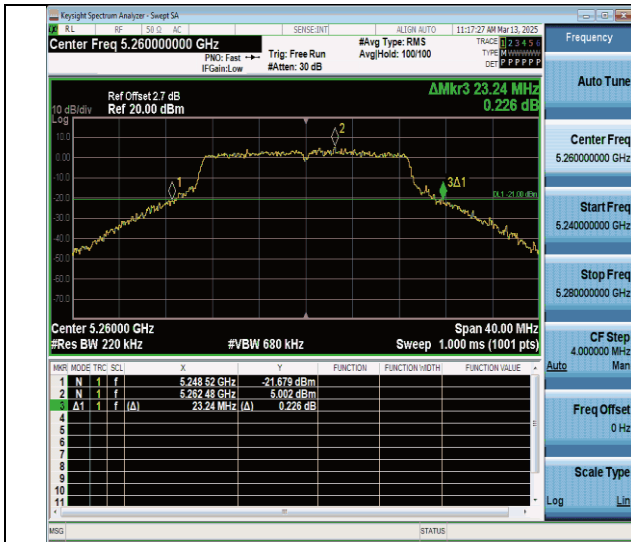 Keysight Spectrum Analyzer - Swept SA
RL RF 50 Ω AC SENSE:INT ALIGN AUTO 11:17:27 AM Mar 13, 2025
Center Freq 5.260000000 GHz #Avg Type: RMS TRACE 1 2 3 4 5 6
PNO: Fast Trig: Free Run Avg|Hold: 100/100 TYPE M W W W W W
IFGain:Low #Atten: 30 dB DET P P P P P P
ΔMkr3 23.24 MHz
0.226 dB
Ref Offset 2.7 dB
10 dB/div Ref 20.00 dBm
Log
10.0
0.00
-10.0
-20.0
-30.0
-50.0
-60.0
-70.0
1
2
3Δ1
DL1 -21.00 dBm
Center 5.26000 GHz Span 40.00 MHz
#Res BW 220 kHz #VBW 680 kHz Sweep 1.000 ms (1001 pts)
MKR MODE TRC SCL X Y FUNCTION FUNCTION WIDTH FUNCTION VALUE
1 N 1 f 5.248 52 GHz -21.679 dBm
2 N 1 f 5.262 48 GHz 5.002 dBm
3 Δ1 1 f (Δ) 23.24 MHz (Δ) 0.226 dB
4
5
6
7
8
9
10
11
MSG STATUS
Frequency
Auto Tune
Center Freq
5.260000000 GHz
Start Freq
5.240000000 GHz
Stop Freq
5.280000000 GHz
CF Step
4.000000 MHz
Auto Man
Freq Offset
0 Hz
Scale Type
Log Lin